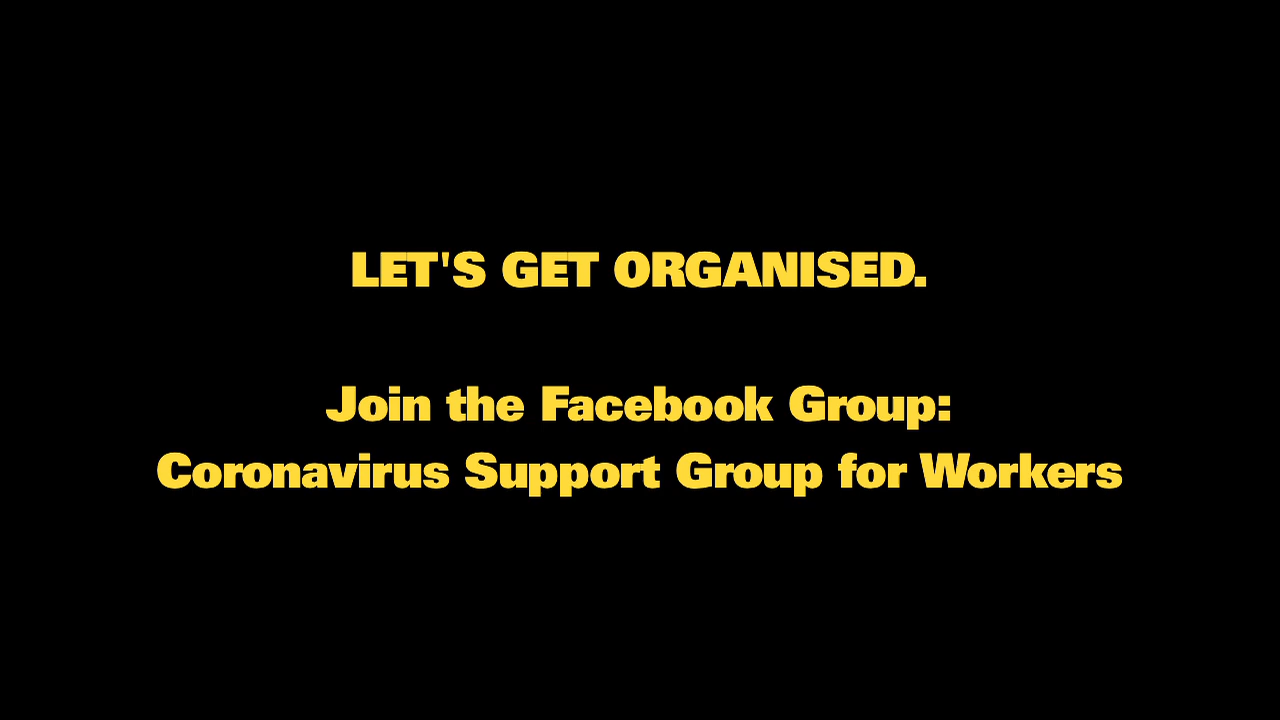 LET'S GET ORGANISED.
Join the Facebook Group:
Coronavirus Support Group for Workers